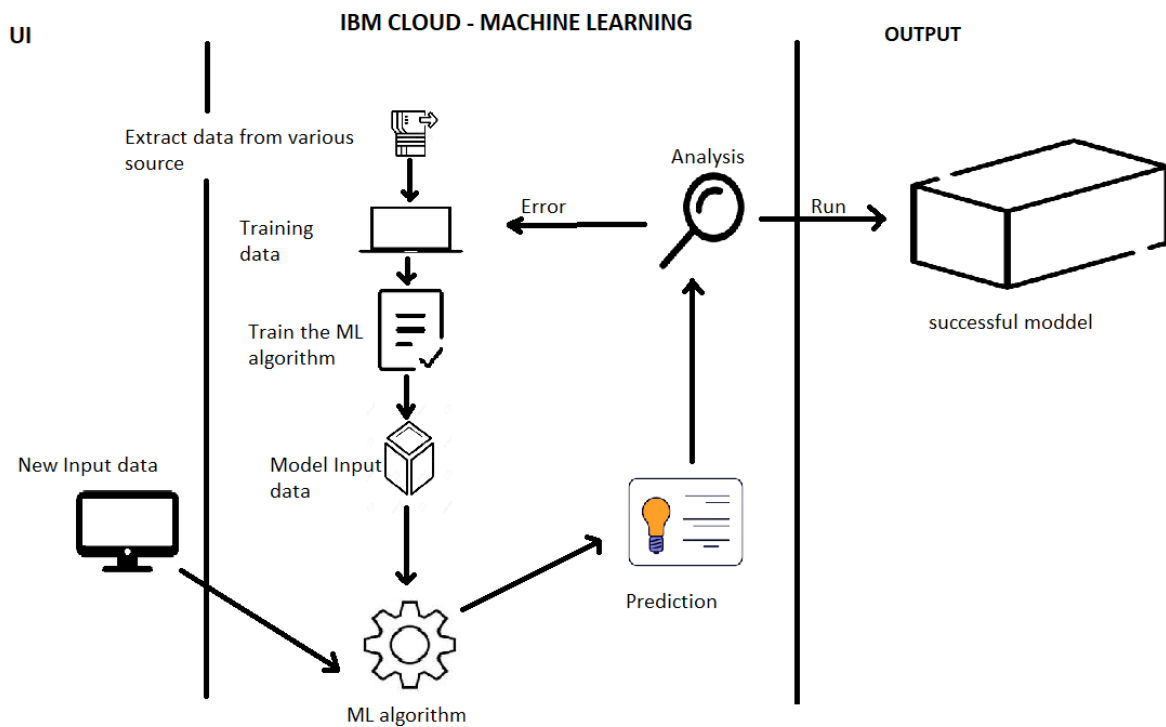 UI
IBM CLOUD - MACHINE LEARNING
OUTPUT
Extract data from various
source
Analysis
Error
Run
Training
data
successful moddel
Train the ML
algorithm
Model Input
data
New Input data
Prediction
ML algorithm